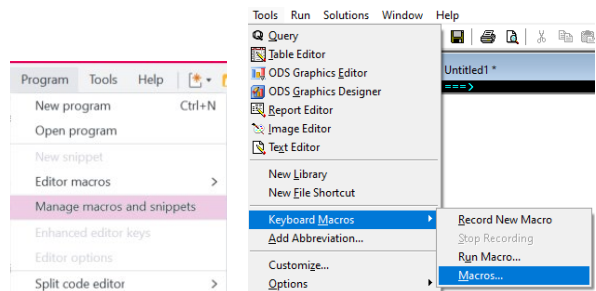 Program Tools Help
New program Ctrl+N
Open program
New snippet
Editor macros >
Manage macros and snippets
Enhanced editor keys
Editor options
Split code editor >
Tools Run Solutions Window Help
Query
Table Editor
ODS Graphics Editor
ODS Graphics Designer
Report Editor
Image Editor
Text Editor
New Library
New File Shortcut
Keyboard Macros
Add Abbreviation...
Customize...
Options
Untitled1 *
===>
Record New Macro
Stop Recording
Run Macro...
Macros...